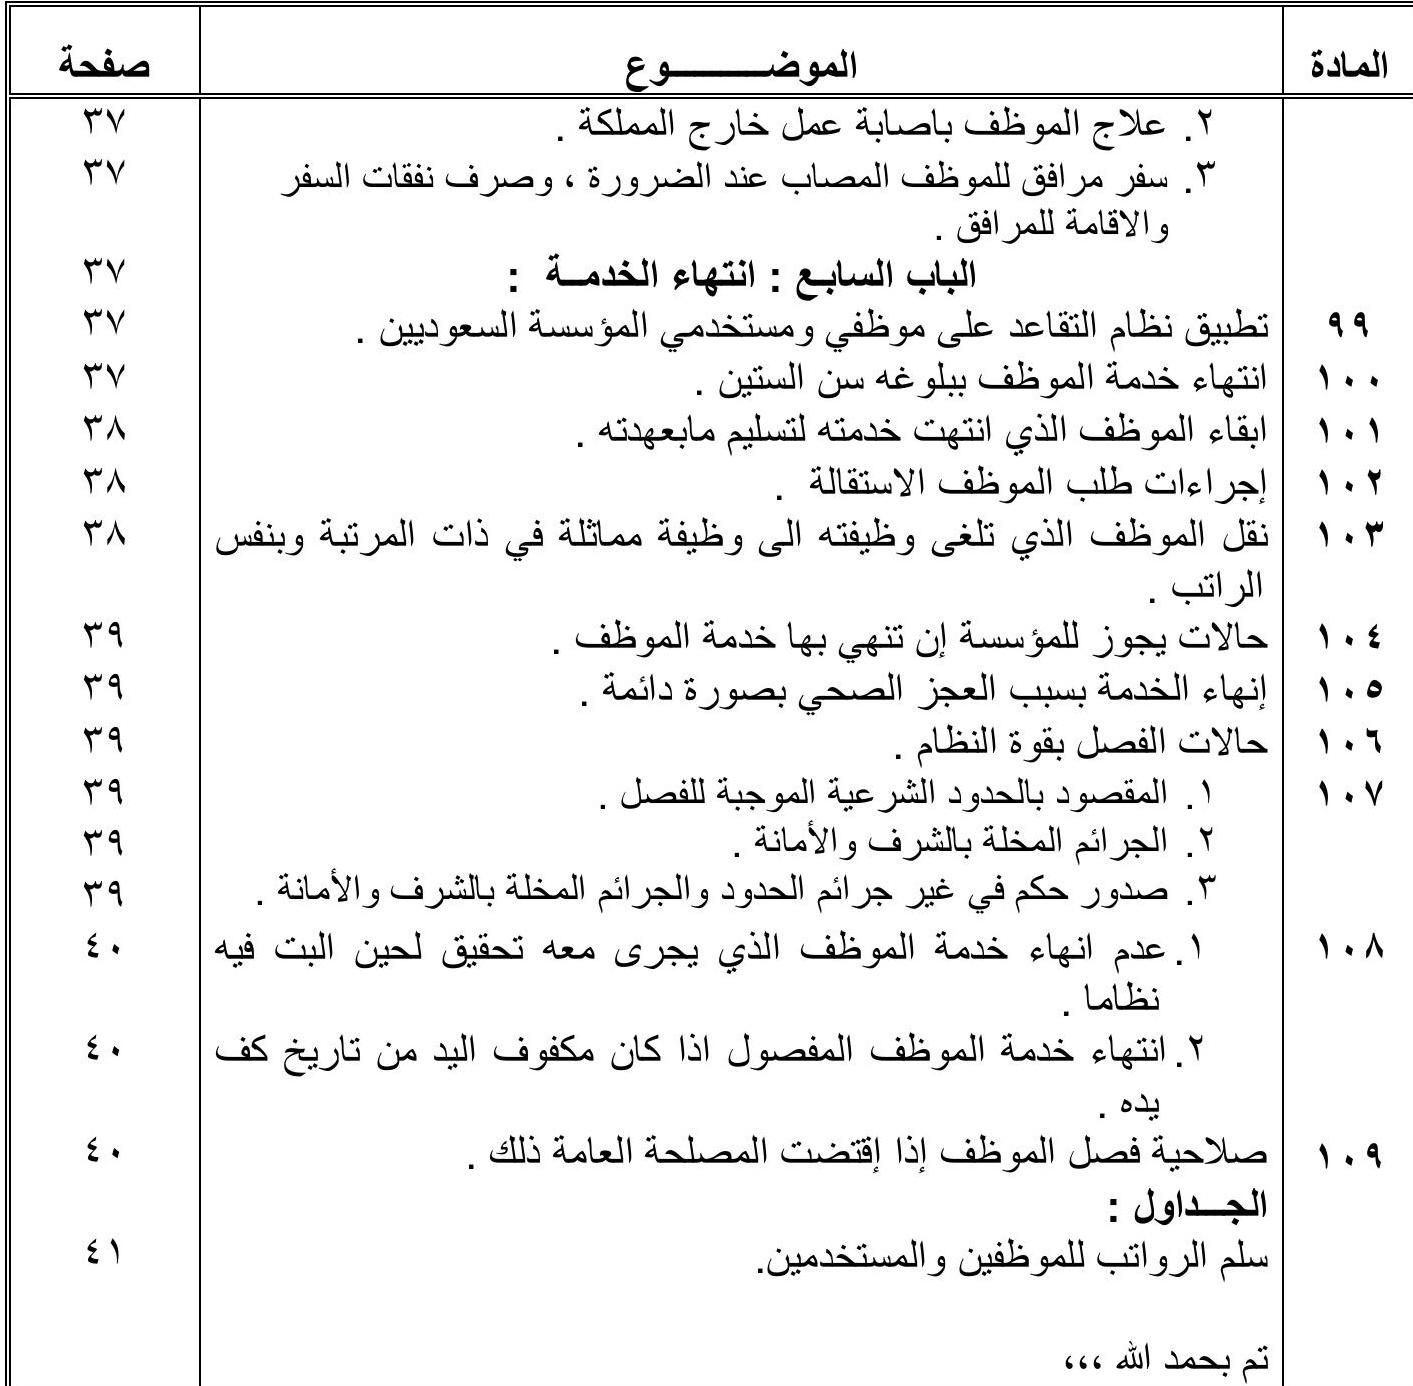 المادة الموضـــــــــوع صفحة
٢. علاج الموظف باصابة عمل خارج المملكة . ٣٧
٣. سفر مرافق للموظف المصاب عند الضرورة ، وصرف نفقات السفر ٣٧
والاقامة للمرافق .
الباب السابـع : انتهاء الخدمــة : ٣٧
٩٩ تطبيق نظام التقاعد على موظفي ومستخدمي المؤسسة السعوديين . ٣٧
١٠٠ انتهاء خدمة الموظف ببلوغه سن الستين . ٣٧
١٠١ ابقاء الموظف الذي انتهت خدمته لتسليم مابعهدته . ٣٨
١٠٢ إجراءات طلب الموظف الاستقالة . ٣٨
١٠٣ نقل الموظف الذي تلغى وظيفته الى وظيفة مماثلة في ذات المرتبة وبنفس ٣٨
الراتب .
١٠٤ حالات يجوز للمؤسسة إن تنهي بها خدمة الموظف . ٣٩
١٠٥ إنهاء الخدمة بسبب العجز الصحي بصورة دائمة . ٣٩
١٠٦ حالات الفصل بقوة النظام . ٣٩
١٠٧ ١. المقصود بالحدود الشرعية الموجبة للفصل . ٣٩
٢. الجرائم المخلة بالشرف والأمانة . ٣٩
٣. صدور حكم في غير جرائم الحدود والجرائم المخلة بالشرف والأمانة . ٣٩
١٠٨ ١. عدم انهاء خدمة الموظف الذي يجرى معه تحقيق لحين البت فيه ٤٠
نظاما .
٢. انتهاء خدمة الموظف المفصول اذا كان مكفوف اليد من تاريخ كف ٤٠
يده .
١٠٩ صلاحية فصل الموظف إذا إقتضت المصلحة العامة ذلك . ٤٠
الجــداول :
سلم الرواتب للموظفين والمستخدمين. ٤١
تم بحمد الله ،،،